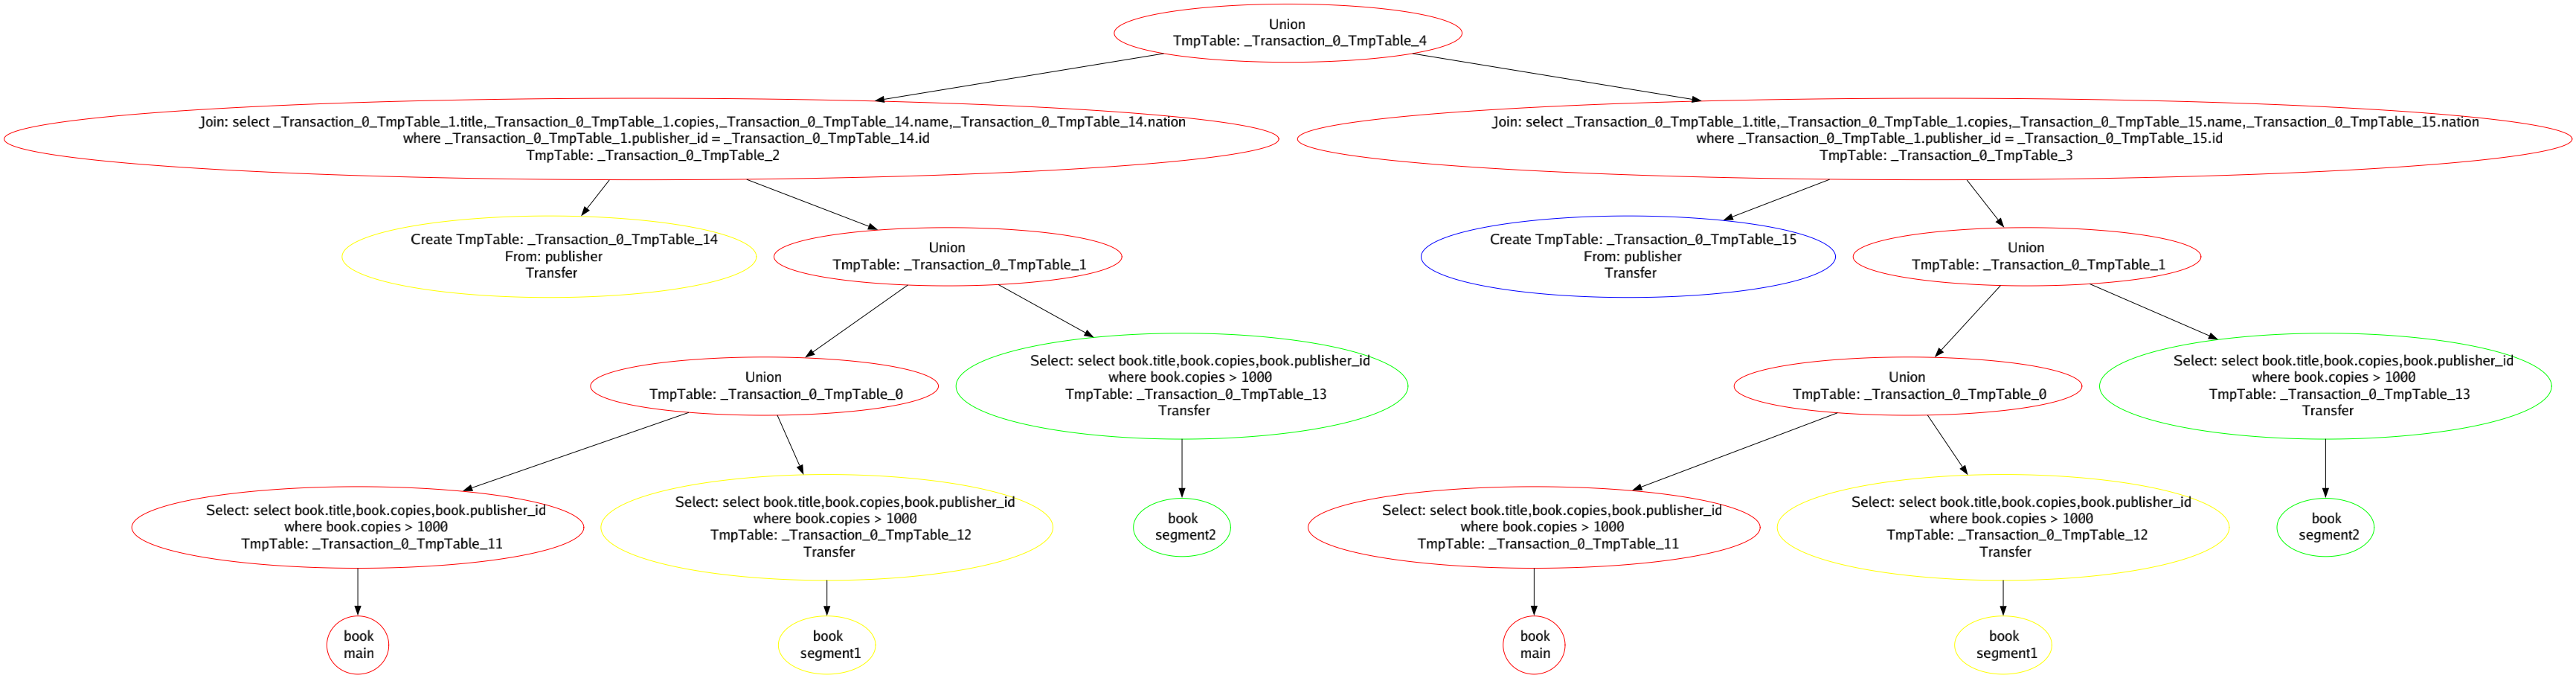 Union
TmpTable: _Transaction_0_TmpTable_4
Join: select _Transaction_0_TmpTable_1.title,_Transaction_0_TmpTable_1.copies,_Transaction_0_TmpTable_14.name,_Transaction_0_TmpTable_14.nation
where _Transaction_0_TmpTable_1.publisher_id = _Transaction_0_TmpTable_14.id
TmpTable: _Transaction_0_TmpTable_2
Join: select _Transaction_0_TmpTable_1.title,_Transaction_0_TmpTable_1.copies,_Transaction_0_TmpTable_15.name,_Transaction_0_TmpTable_15.nation
where _Transaction_0_TmpTable_1.publisher_id = _Transaction_0_TmpTable_15.id
TmpTable: _Transaction_0_TmpTable_3
Create TmpTable: _Transaction_0_TmpTable_14
From: publisher
Transfer
Union
TmpTable: _Transaction_0_TmpTable_1
Create TmpTable: _Transaction_0_TmpTable_15
From: publisher
Transfer
Union
TmpTable: _Transaction_0_TmpTable_1
Union
TmpTable: _Transaction_0_TmpTable_0
Select: select book.title,book.copies,book.publisher_id
where book.copies > 1000
TmpTable: _Transaction_0_TmpTable_13
Transfer
Union
TmpTable: _Transaction_0_TmpTable_0
Select: select book.title,book.copies,book.publisher_id
where book.copies > 1000
TmpTable: _Transaction_0_TmpTable_13
Transfer
Select: select book.title,book.copies,book.publisher_id
where book.copies > 1000
TmpTable: _Transaction_0_TmpTable_11
Select: select book.title,book.copies,book.publisher_id
where book.copies > 1000
TmpTable: _Transaction_0_TmpTable_12
Transfer
book
segment2
Select: select book.title,book.copies,book.publisher_id
where book.copies > 1000
TmpTable: _Transaction_0_TmpTable_11
Select: select book.title,book.copies,book.publisher_id
where book.copies > 1000
TmpTable: _Transaction_0_TmpTable_12
Transfer
book
segment2
book
main
book
segment1
book
main
book
segment1